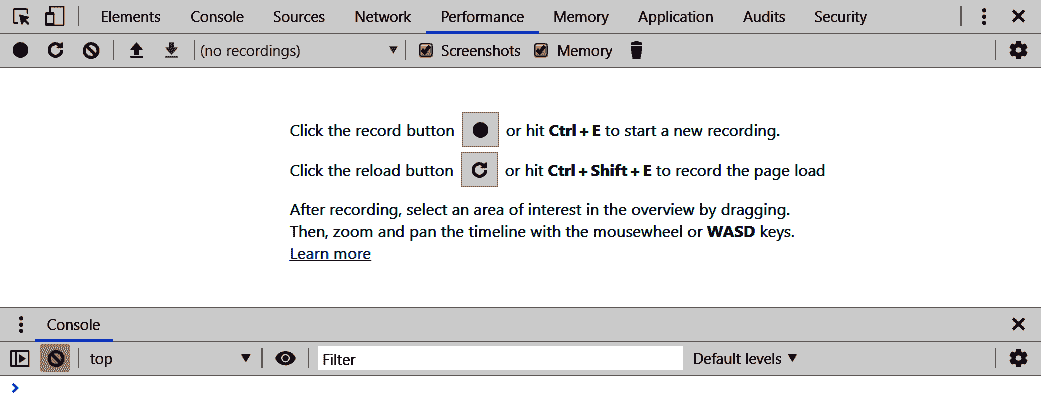 Elements Console Sources Network Performance Memory Application Audits Security
(no recordings) Screenshots Memory
Click the record button or hit Ctrl + E to start a new recording.
Click the reload button or hit Ctrl + Shift + E to record the page load
After recording, select an area of interest in the overview by dragging.
Then, zoom and pan the timeline with the mousewheel or WASD keys.
Learn more
Console
top Filter Default levels